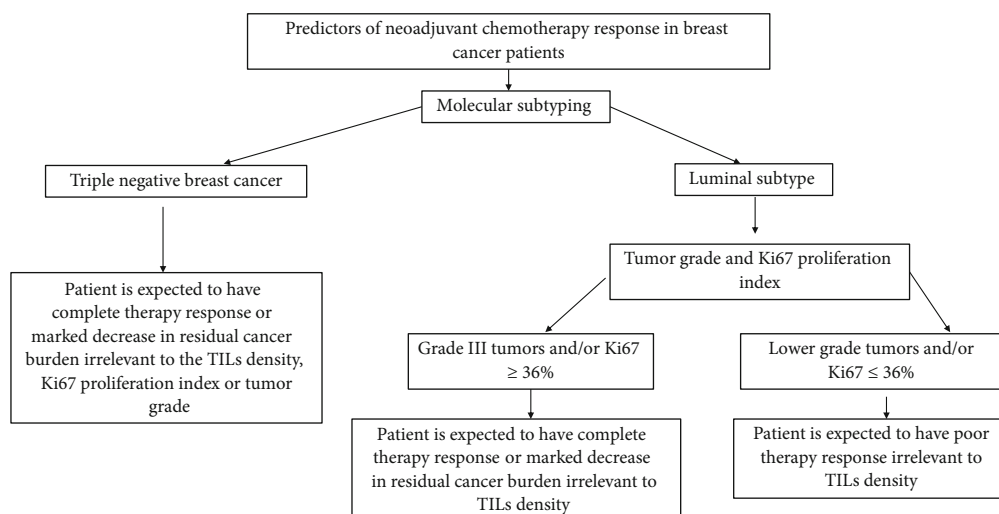 Predictors of neoadjuvant chemotherapy response in breast
cancer patients
Molecular subtyping
Triple negative breast cancer
Luminal subtype
Tumor grade and Ki67 proliferation
index
Patient is expected to have
complete therapy response or
marked decrease in residual cancer
burden irrelevant to the TILs density,
Ki67 proliferation index or tumor
grade
Grade III tumors and/or Ki67
≥ 36%
Lower grade tumors and/or
Ki67 ≤ 36%
Patient is expected to have complete
therapy response or marked decrease
in residual cancer burden irrelevant to
TILs density
Patient is expected to have poor
therapy response irrelevant to
TILs density